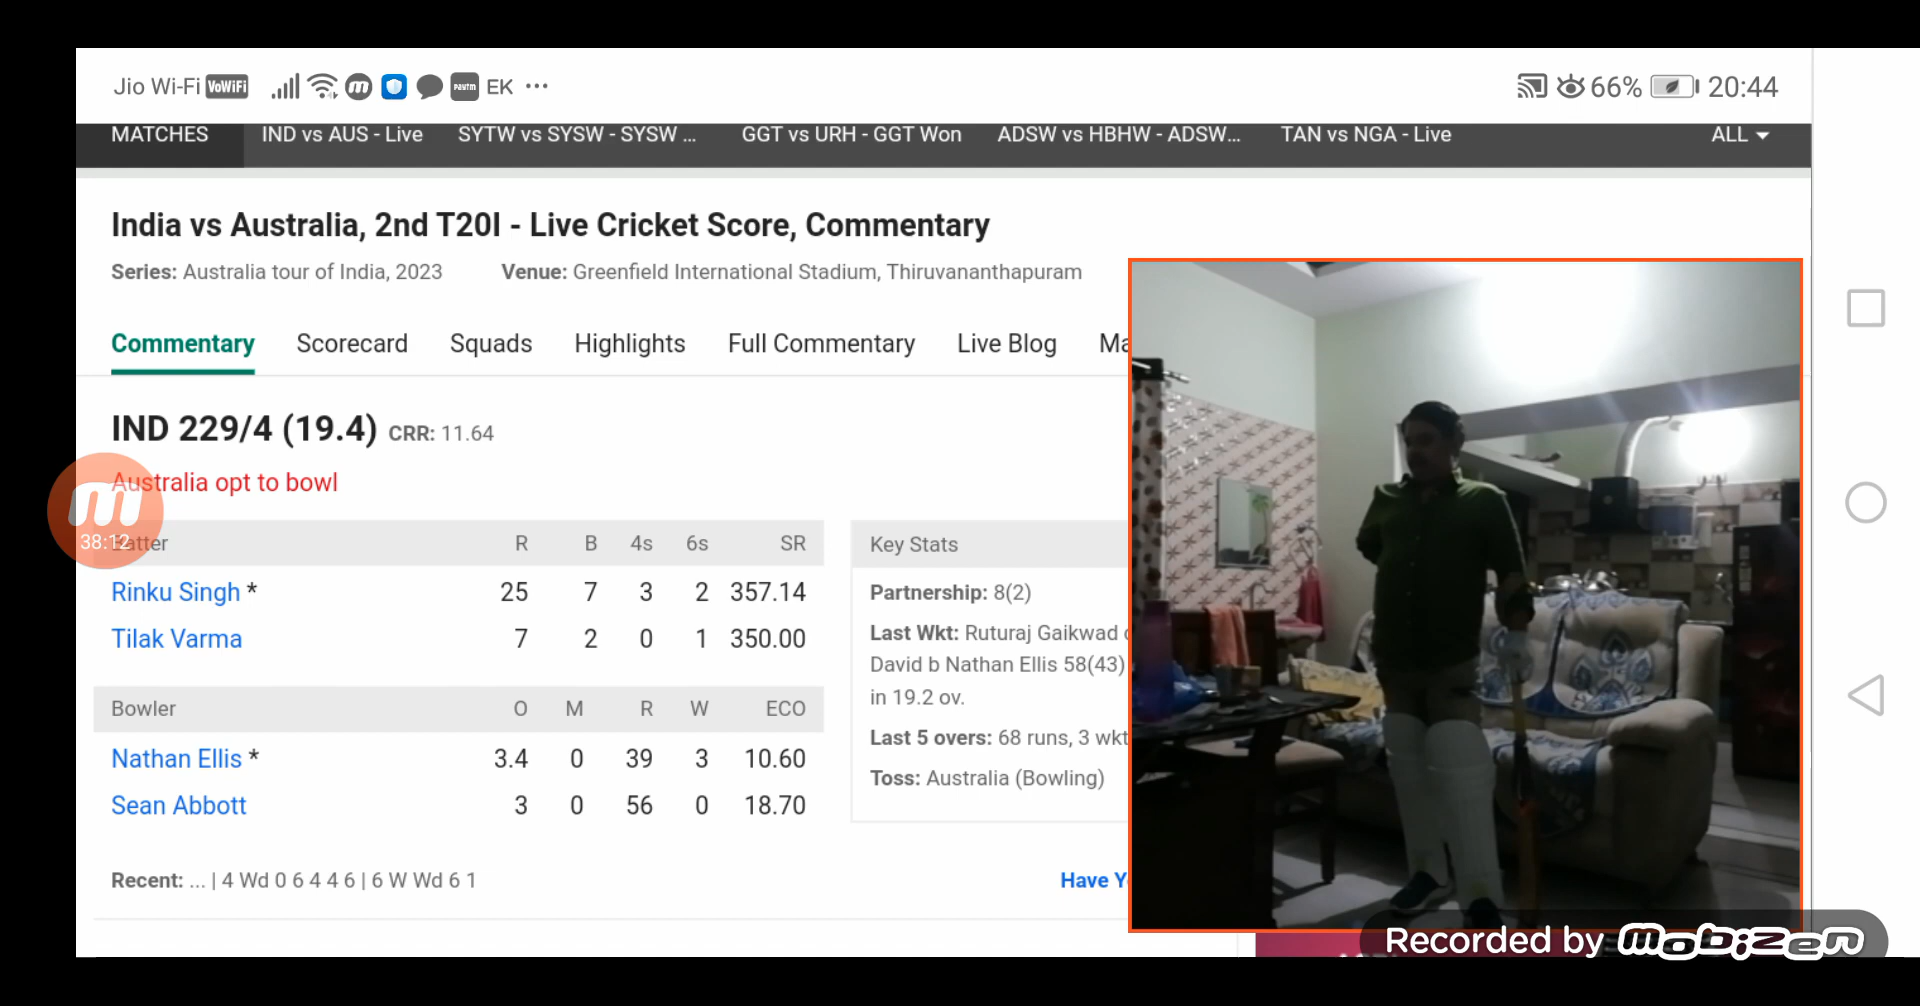 Jio Wi-Fi VoWiFi EK ... 66% 20:44
MATCHES IND vs AUS - Live SYTW vs SYSW - SYSW ... GGT vs URH - GGT Won ADSW vs HBHW - ADSW... TAN vs NGA - Live ALL
India vs Australia, 2nd T20I - Live Cricket Score, Commentary
Series: Australia tour of India, 2023 Venue: Greenfield International Stadium, Thiruvananthapuram
Commentary Scorecard Squads Highlights Full Commentary Live Blog Ma
IND 229/4 (19.4) CRR: 11.64
Australia opt to bowl
38:12
Batter R B 4s 6s SR
Rinku Singh * 25 7 3 2 357.14
Tilak Varma 7 2 0 1 350.00
Bowler O M R W ECO
Nathan Ellis * 3.4 0 39 3 10.60
Sean Abbott 3 0 56 0 18.70
Key Stats
Partnership: 8(2)
Last Wkt: Ruturaj Gaikwad c
David b Nathan Ellis 58(43)
in 19.2 ov.
Last 5 overs: 68 runs, 3 wkt
Toss: Australia (Bowling)
Recent: ... | 4 Wd 0 6 4 4 6 | 6 W Wd 6 1
Have Y
Recorded by mobizen